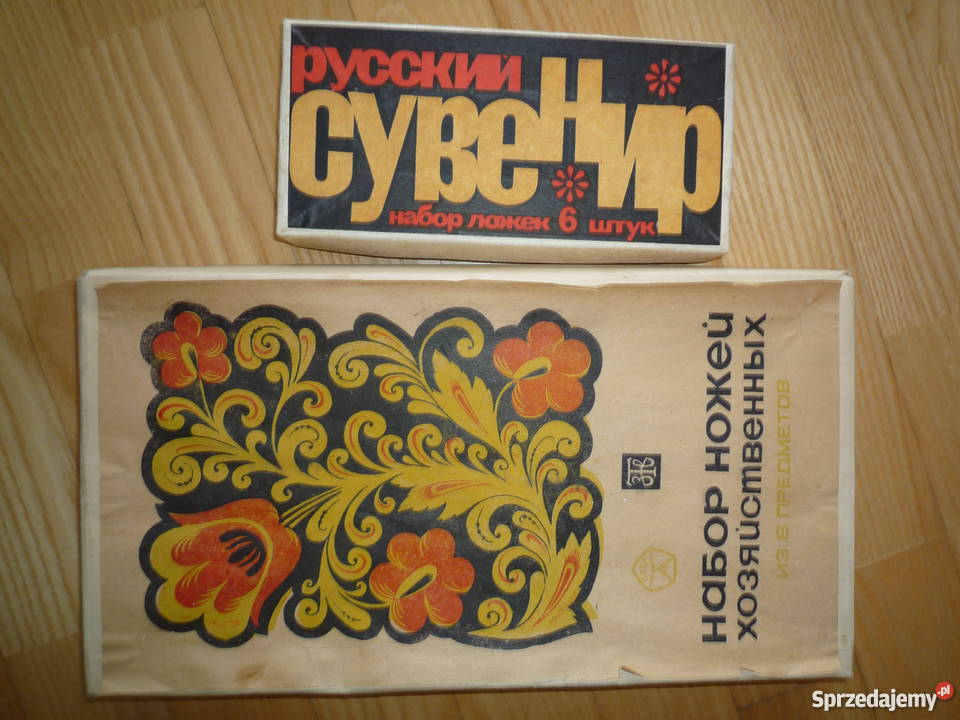 русский
сувенир
набор ложек 6 штук
НАБОР НОЖЕЙ
ХОЗЯЙСТВЕННЫХ
ИЗ 6 ПРЕДМЕТОВ
Sprzedajemy.pl